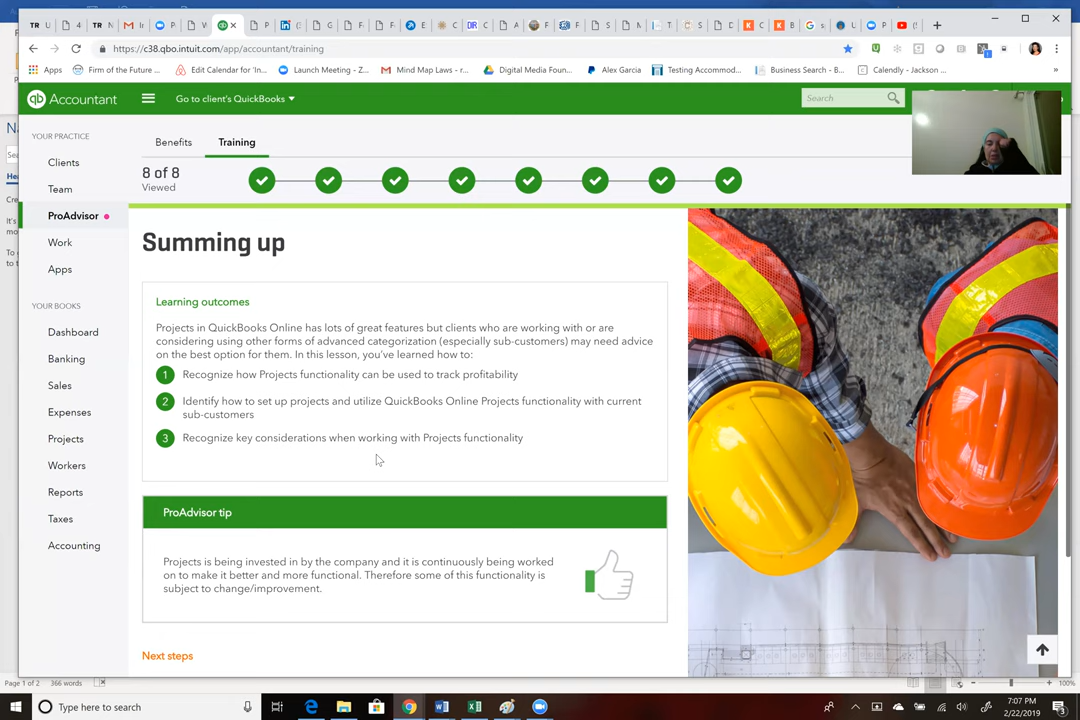 https://c38.qbo.intuit.com/app/accountant/training
Apps
Firm of the Future ...
Edit Calendar for 'In...
Launch Meeting - Z...
Mind Map Laws - r...
Digital Media Foun...
Alex Garcia
Testing Accommod...
Business Search - B...
Calendly - Jackson ...
qb Accountant
Go to client's QuickBooks
Search
YOUR PRACTICE
Clients
Team
ProAdvisor
Work
Apps
YOUR BOOKS
Dashboard
Banking
Sales
Expenses
Projects
Workers
Reports
Taxes
Accounting
Benefits
Training
8 of 8
Viewed
Summing up
Learning outcomes
Projects in QuickBooks Online has lots of great features but clients who are working with or are
considering using other forms of advanced categorization (especially sub-customers) may need advice
on the best option for them. In this lesson, you've learned how to:
1 Recognize how Projects functionality can be used to track profitability
2 Identify how to set up projects and utilize QuickBooks Online Projects functionality with current
sub-customers
3 Recognize key considerations when working with Projects functionality
ProAdvisor tip
Projects is being invested in by the company and it is continuously being worked
on to make it better and more functional. Therefore some of this functionality is
subject to change/improvement.
Next steps
Page 1 of 2
366 words
100%
Type here to search
7:07 PM
2/22/2019